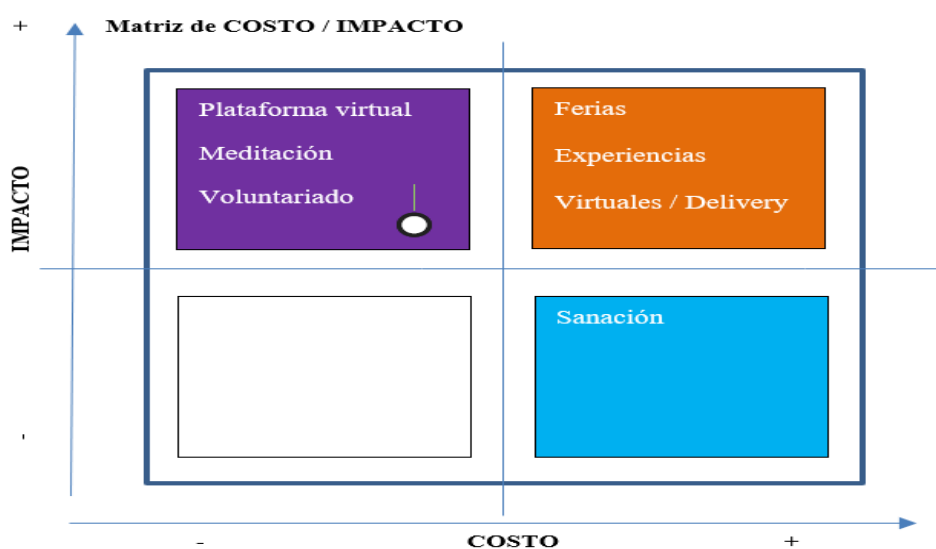 + Matriz de COSTO / IMPACTO
Plataforma virtual
Meditación
Voluntariado
Ferias
Experiencias
Virtuales / Delivery
IMPACTO
Sanación
-
- COSTO +